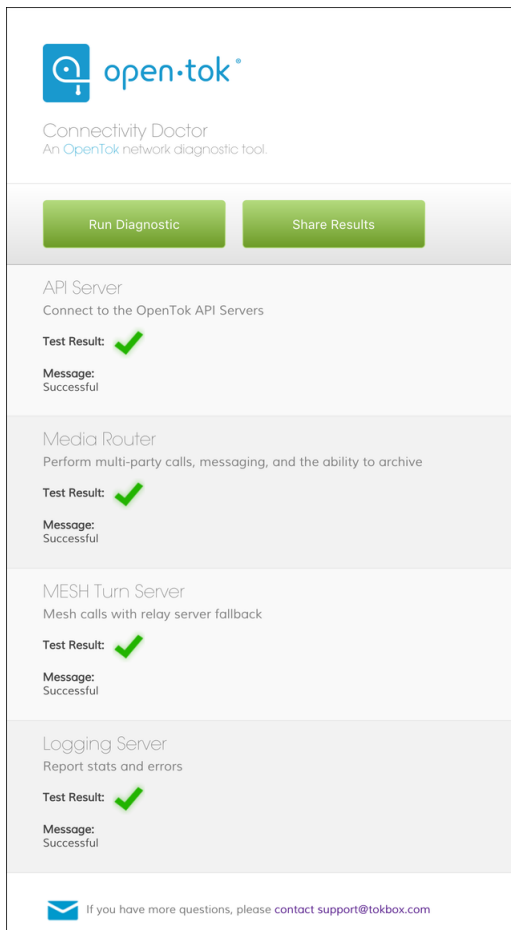 open·tok®
Connectivity Doctor
An OpenTok network diagnostic tool.
Run Diagnostic
Share Results
API Server
Connect to the OpenTok API Servers
Test Result:
Message:
Successful
Media Router
Perform multi-party calls, messaging, and the ability to archive
Test Result:
Message:
Successful
MESH Turn Server
Mesh calls with relay server fallback
Test Result:
Message:
Successful
Logging Server
Report stats and errors
Test Result:
Message:
Successful
If you have more questions, please contact support@tokbox.com